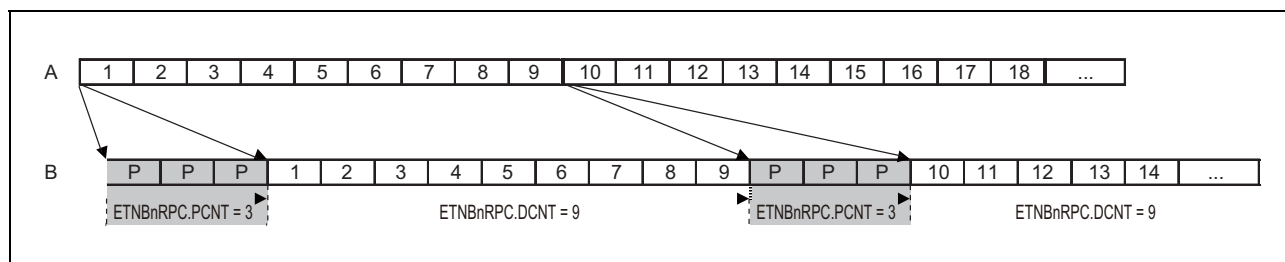 A 1 2 3 4 5 6 7 8 9 10 11 12 13 14 15 16 17 18 ...
B P P P 1 2 3 4 5 6 7 8 9 P P P 10 11 12 13 14 ...
ETNBnRPC.PCNT = 3 ETNBnRPC.DCNT = 9 ETNBnRPC.PCNT = 3 ETNBnRPC.DCNT = 9